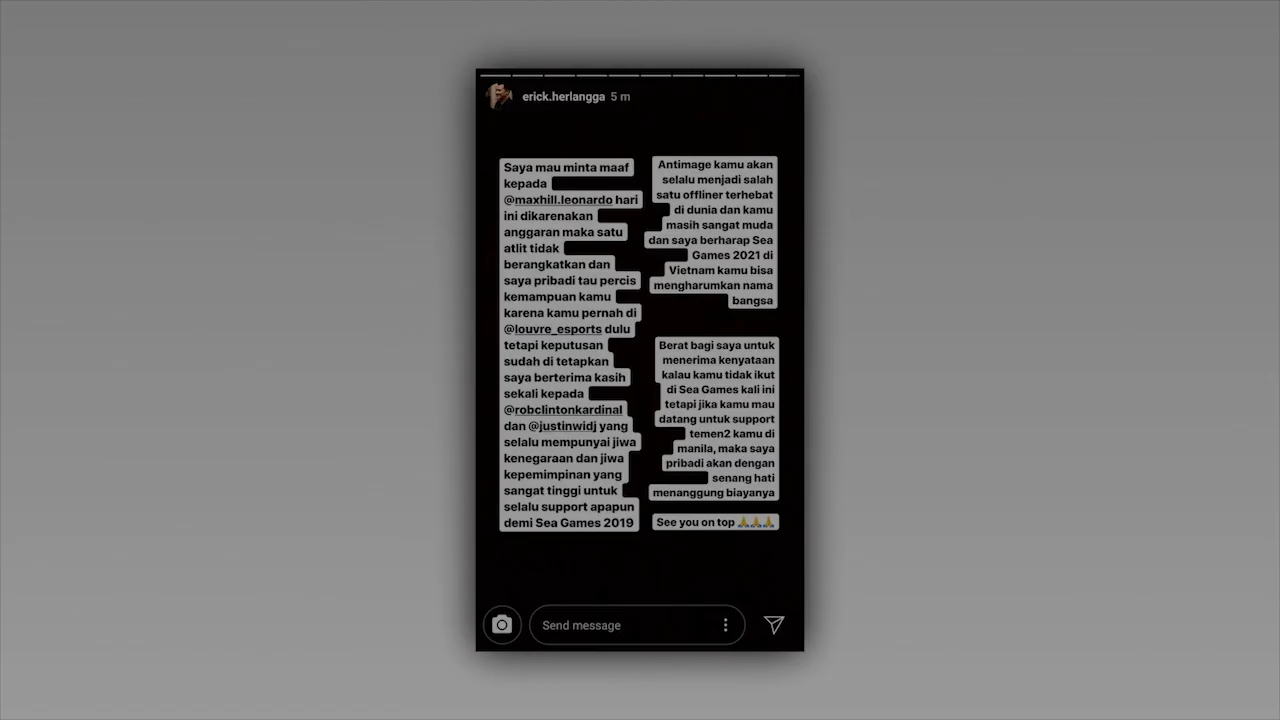 erick.herlangga 5 m
Saya mau minta maaf
kepada
@maxhill.leonardo hari
ini dikarenakan
anggaran maka satu
atlit tidak
berangkatkan dan
saya pribadi tau percis
kemampuan kamu
karena kamu pernah di
@louvre_esports dulu
tetapi keputusan
sudah di tetapkan
saya berterima kasih
sekali kepada
@robclintonkardinal
dan @justinwidj yang
selalu mempunyai jiwa
kenegaraan dan jiwa
kepemimpinan yang
sangat tinggi untuk
selalu support apapun
demi Sea Games 2019
Antimage kamu akan
selalu menjadi salah
satu offliner terhebat
di dunia dan kamu
masih sangat muda
dan saya berharap Sea
Games 2021 di
Vietnam kamu bisa
mengharumkan nama
bangsa
Berat bagi saya untuk
menerima kenyataan
kalau kamu tidak ikut
di Sea Games kali ini
tetapi jika kamu mau
datang untuk support
temen2 kamu di
manila, maka saya
pribadi akan dengan
senang hati
menanggung biayanya
See you on top 🙏🙏🙏
Send message